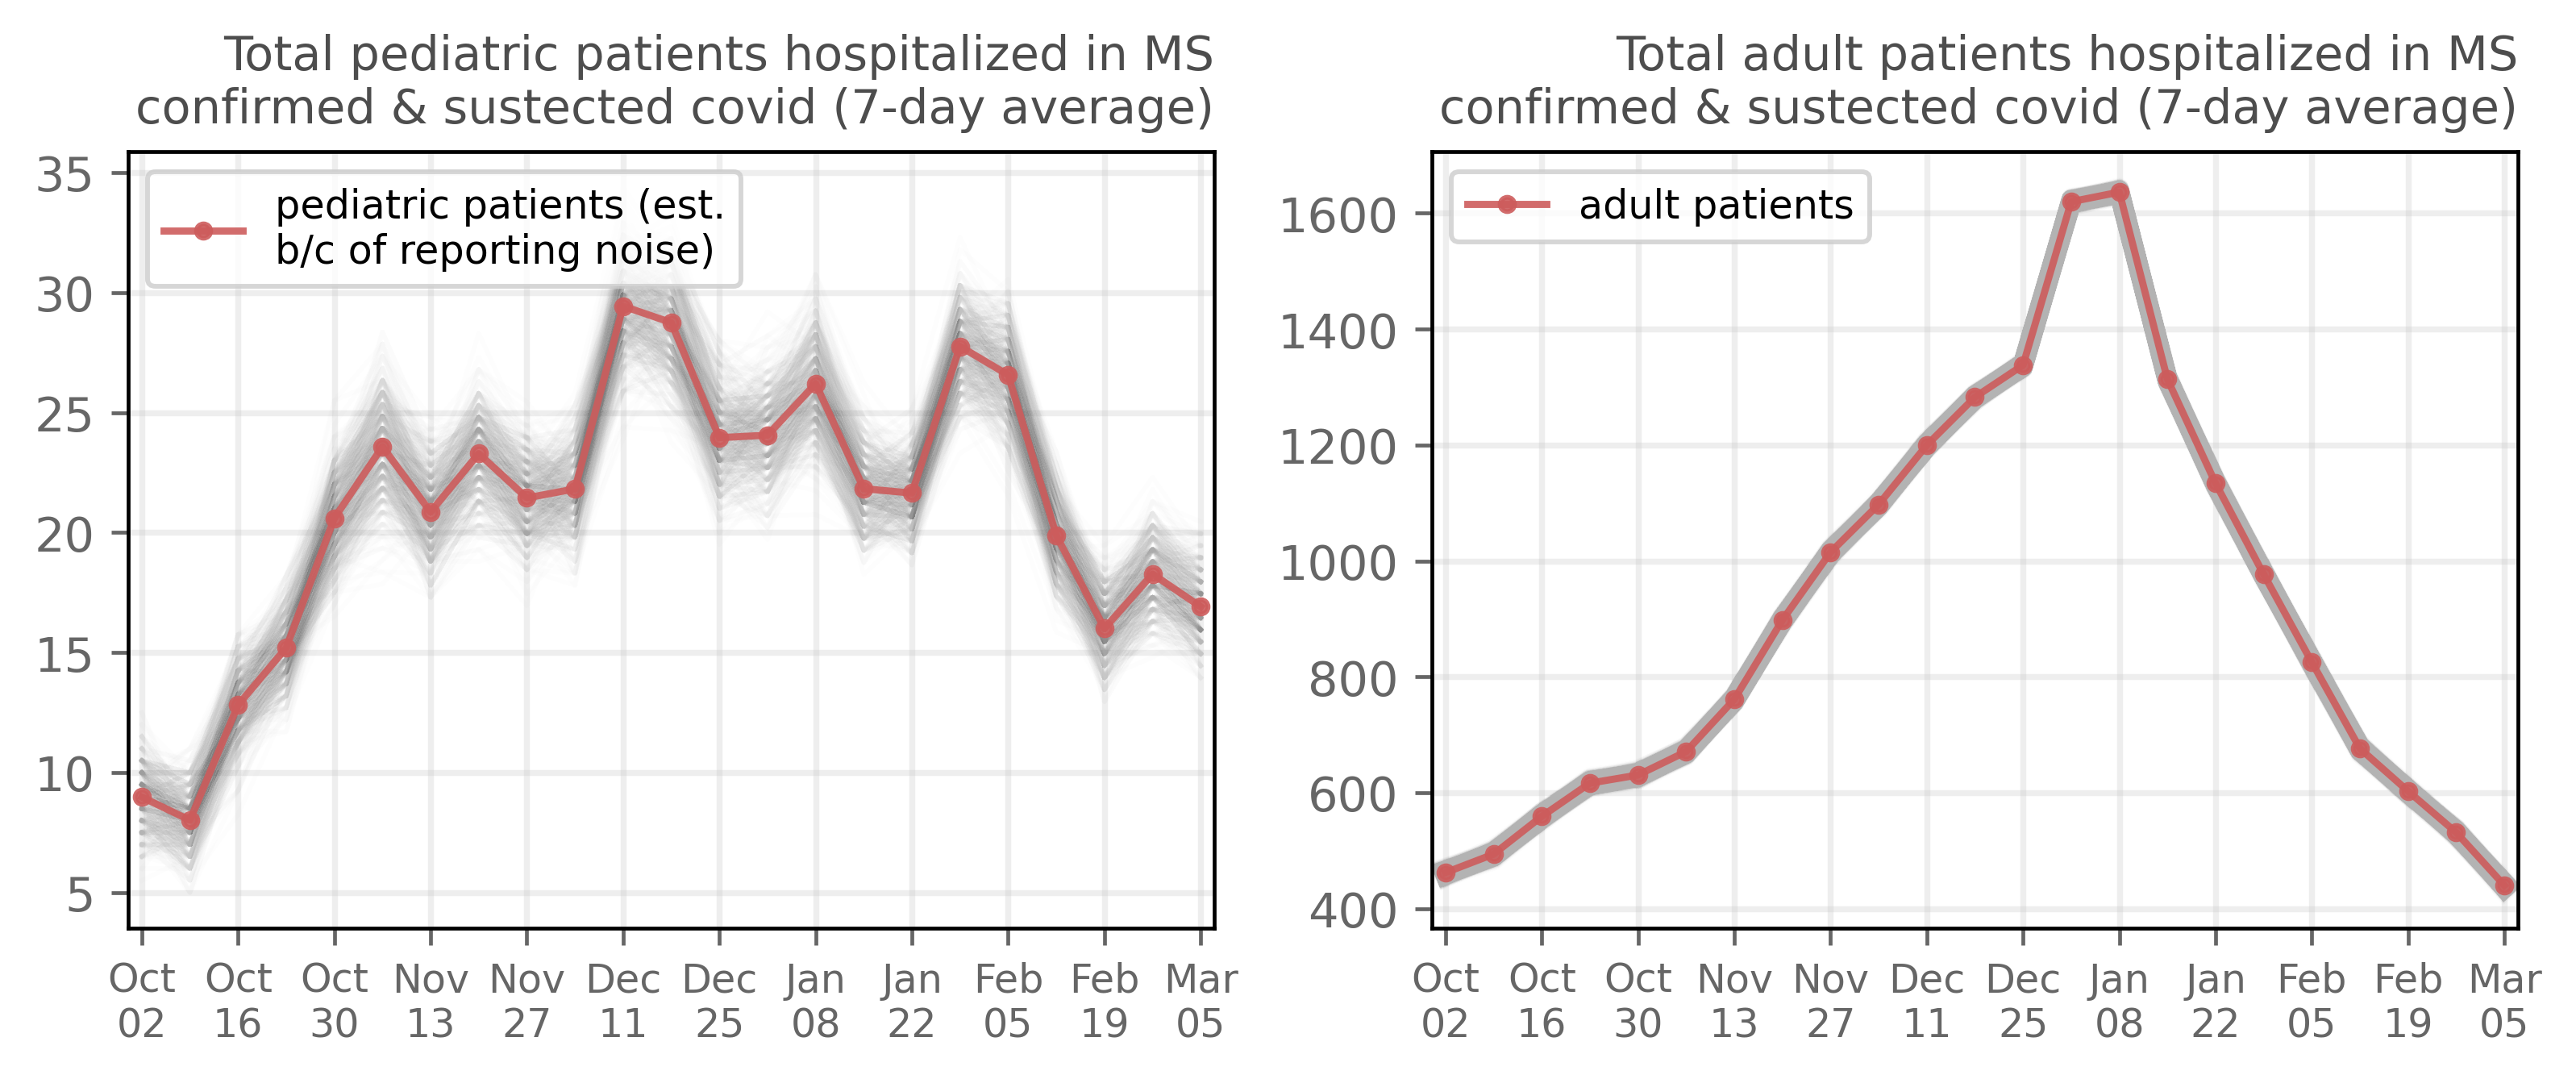 Total pediatric patients hospitalized in MS
confirmed & sustected covid (7-day average)
pediatric patients (est.
b/c of reporting noise)
35
30
25
20
15
10
5
Oct Oct Oct Nov Nov Dec Dec Jan Jan Feb Feb Mar
02 16 30 13 27 11 25 08 22 05 19 05
Total adult patients hospitalized in MS
confirmed & sustected covid (7-day average)
adult patients
1600
1400
1200
1000
800
600
400
Oct Oct Oct Nov Nov Dec Dec Jan Jan Feb Feb Mar
02 16 30 13 27 11 25 08 22 05 19 05